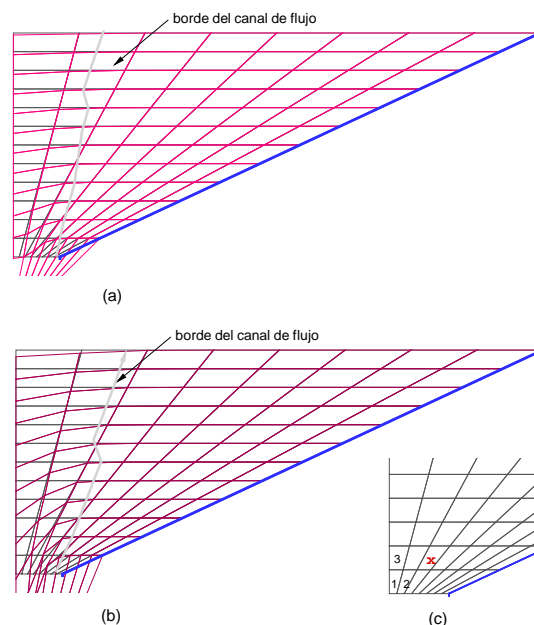 borde del canal de flujo
(a)
borde del canal de flujo
3
x
1 2
(b)
(c)